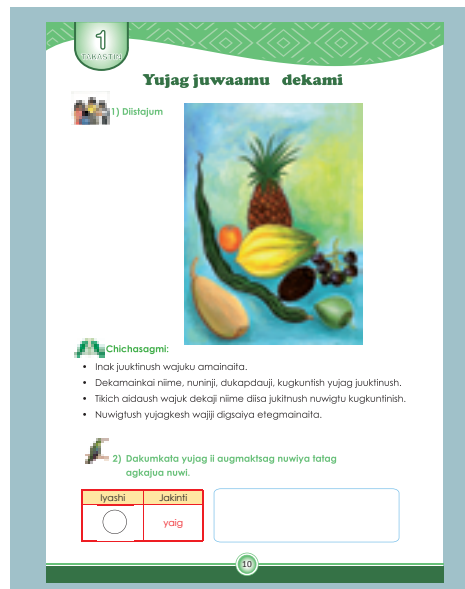 1
TAKASTIN
Yujag juwaamu dekami
1) Diistajum
Chichasagmi:
• Inak juuktinush wajuku amainaita.
• Dekamainkai niime, nuninji, dukapdauji, kugkuntish yujag juuktinush.
• Tikich aidaush wajuk dekaji niime diisa jukitnush nuwigtu kugkuntinish.
• Nuwigtush yujagkesh wajiji digsaiya etegmainaita.
2) Dakumkata yujag ii augmaktsag nuwiya tatag
agkajua nuwi.
Iyashi Jakinti
yaig
10